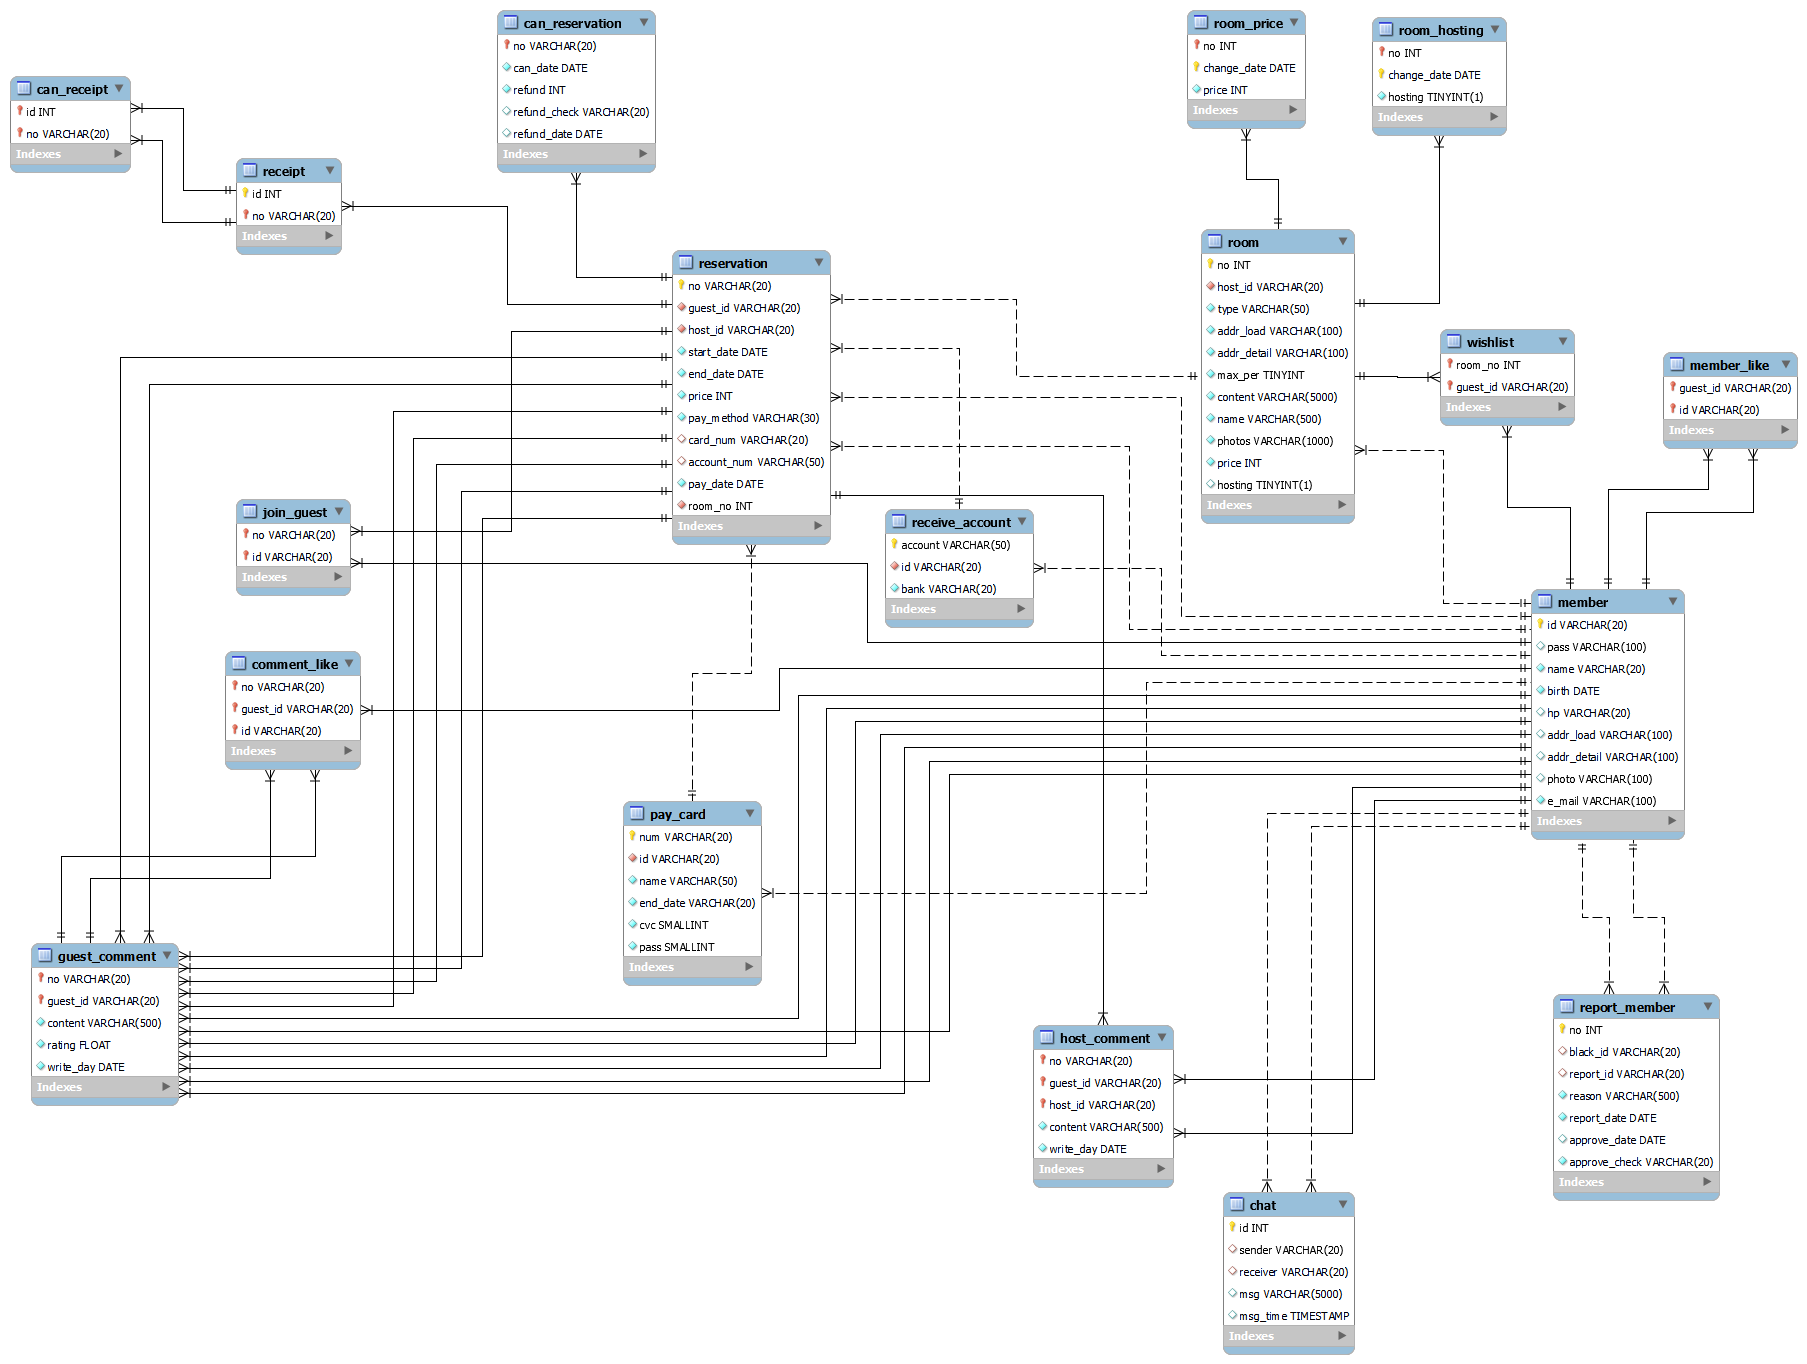 can_reservation
no VARCHAR(20)
can_date DATE
refund INT
refund_check VARCHAR(20)
refund_date DATE
Indexes
room_price
no INT
change_date DATE
price INT
Indexes
room_hosting
no INT
change_date DATE
hosting TINYINT(1)
Indexes
can_receipt
id INT
no VARCHAR(20)
Indexes
receipt
id INT
no VARCHAR(20)
Indexes
reservation
no VARCHAR(20)
guest_id VARCHAR(20)
host_id VARCHAR(20)
start_date DATE
end_date DATE
price INT
pay_method VARCHAR(30)
card_num VARCHAR(20)
account_num VARCHAR(50)
pay_date DATE
room_no INT
Indexes
room
no INT
host_id VARCHAR(20)
type VARCHAR(50)
addr_load VARCHAR(100)
addr_detail VARCHAR(100)
max_per TINYINT
content VARCHAR(5000)
name VARCHAR(500)
photos VARCHAR(1000)
price INT
hosting TINYINT(1)
Indexes
wishlist
room_no INT
guest_id VARCHAR(20)
Indexes
member_like
guest_id VARCHAR(20)
id VARCHAR(20)
Indexes
join_guest
no VARCHAR(20)
id VARCHAR(20)
Indexes
receive_account
account VARCHAR(50)
id VARCHAR(20)
bank VARCHAR(20)
Indexes
member
id VARCHAR(20)
pass VARCHAR(100)
name VARCHAR(20)
birth DATE
hp VARCHAR(20)
addr_load VARCHAR(100)
addr_detail VARCHAR(100)
photo VARCHAR(100)
e_mail VARCHAR(100)
Indexes
comment_like
no VARCHAR(20)
guest_id VARCHAR(20)
id VARCHAR(20)
Indexes
pay_card
num VARCHAR(20)
id VARCHAR(20)
name VARCHAR(50)
end_date VARCHAR(20)
cvc SMALLINT
pass SMALLINT
Indexes
guest_comment
no VARCHAR(20)
guest_id VARCHAR(20)
content VARCHAR(500)
rating FLOAT
write_day DATE
Indexes
host_comment
no VARCHAR(20)
guest_id VARCHAR(20)
host_id VARCHAR(20)
content VARCHAR(500)
write_day DATE
Indexes
report_member
no INT
black_id VARCHAR(20)
report_id VARCHAR(20)
reason VARCHAR(500)
report_date DATE
approve_date DATE
approve_check VARCHAR(20)
Indexes
chat
id INT
sender VARCHAR(20)
receiver VARCHAR(20)
msg VARCHAR(5000)
msg_time TIMESTAMP
Indexes